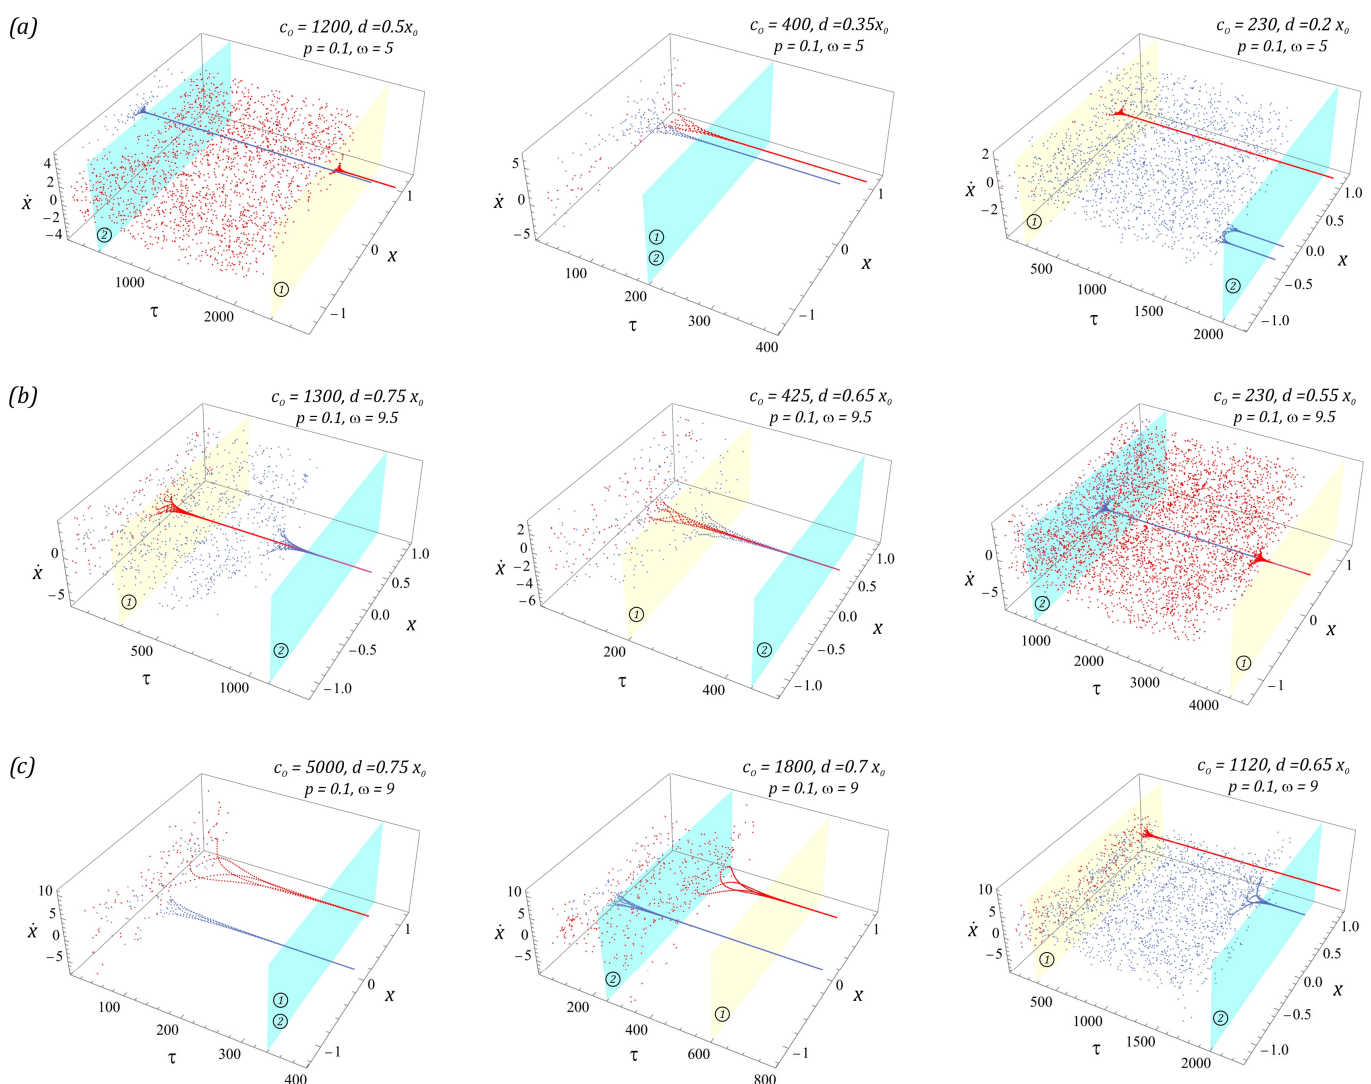 (a)
c₀ = 1200, d =0.5x₀
p = 0.1, ω = 5
4
2
0
−2
−4
ẋ
②
①
1000
2000
τ
−1
0
1
x
c₀ = 400, d =0.35x₀
p = 0.1, ω = 5
5
0
−5
ẋ
①
②
100
200
300
400
τ
−1
0
1
x
c₀ = 230, d =0.2 x₀
p = 0.1, ω = 5
2
0
−2
ẋ
①
②
500
1000
1500
2000
τ
−1.0
−0.5
0.0
0.5
1.0
x
(b)
c₀ = 1300, d =0.75 x₀
p = 0.1, ω = 9.5
0
−5
ẋ
①
②
500
1000
τ
−1.0
−0.5
0.0
0.5
1.0
x
c₀ = 425, d =0.65 x₀
p = 0.1, ω = 9.5
2
0
−2
−4
−6
ẋ
①
②
200
400
τ
−1.0
−0.5
0.0
0.5
1.0
x
c₀ = 230, d =0.55 x₀
p = 0.1, ω = 9.5
0
−5
ẋ
②
①
1000
2000
3000
4000
τ
−1
0
1
x
(c)
c₀ = 5000, d =0.75 x₀
p = 0.1, ω = 9
10
5
0
−5
ẋ
①
②
100
200
300
400
τ
−1
0
1
x
c₀ = 1800, d =0.7 x₀
p = 0.1, ω = 9
10
5
0
−5
ẋ
②
①
200
400
600
800
τ
−1
0
1
x
c₀ = 1120, d =0.65 x₀
p = 0.1, ω = 9
10
5
0
−5
ẋ
①
②
500
1000
1500
2000
τ
−1.0
−0.5
0.0
0.5
1.0
x